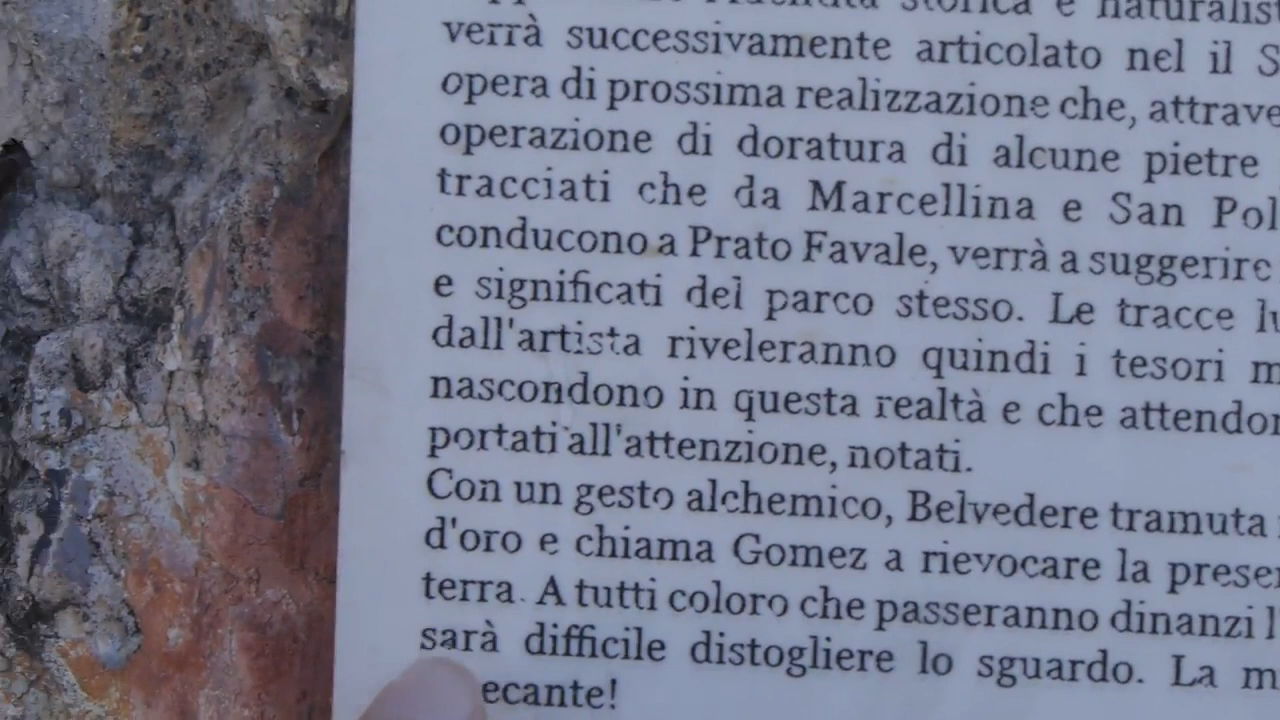 storica e
verrà successivamente articolato nel il
opera di prossima realizzazione che,
operazione di doratura di alcune pietre
tracciati che da Marcellina e San
conducono a Prato Favale, verrà a
e significati del parco stesso. Le tracce
dall'artista riveleranno quindi i tesori
nascondono in questa realtà e che
portati all'attenzione, notati.
Con un gesto alchemico, Belvedere tramuta
d'oro e chiama Gomez a rievocare la
terra. A tutti coloro che passeranno dinanzi
sarà difficile distogliere lo sguardo. La